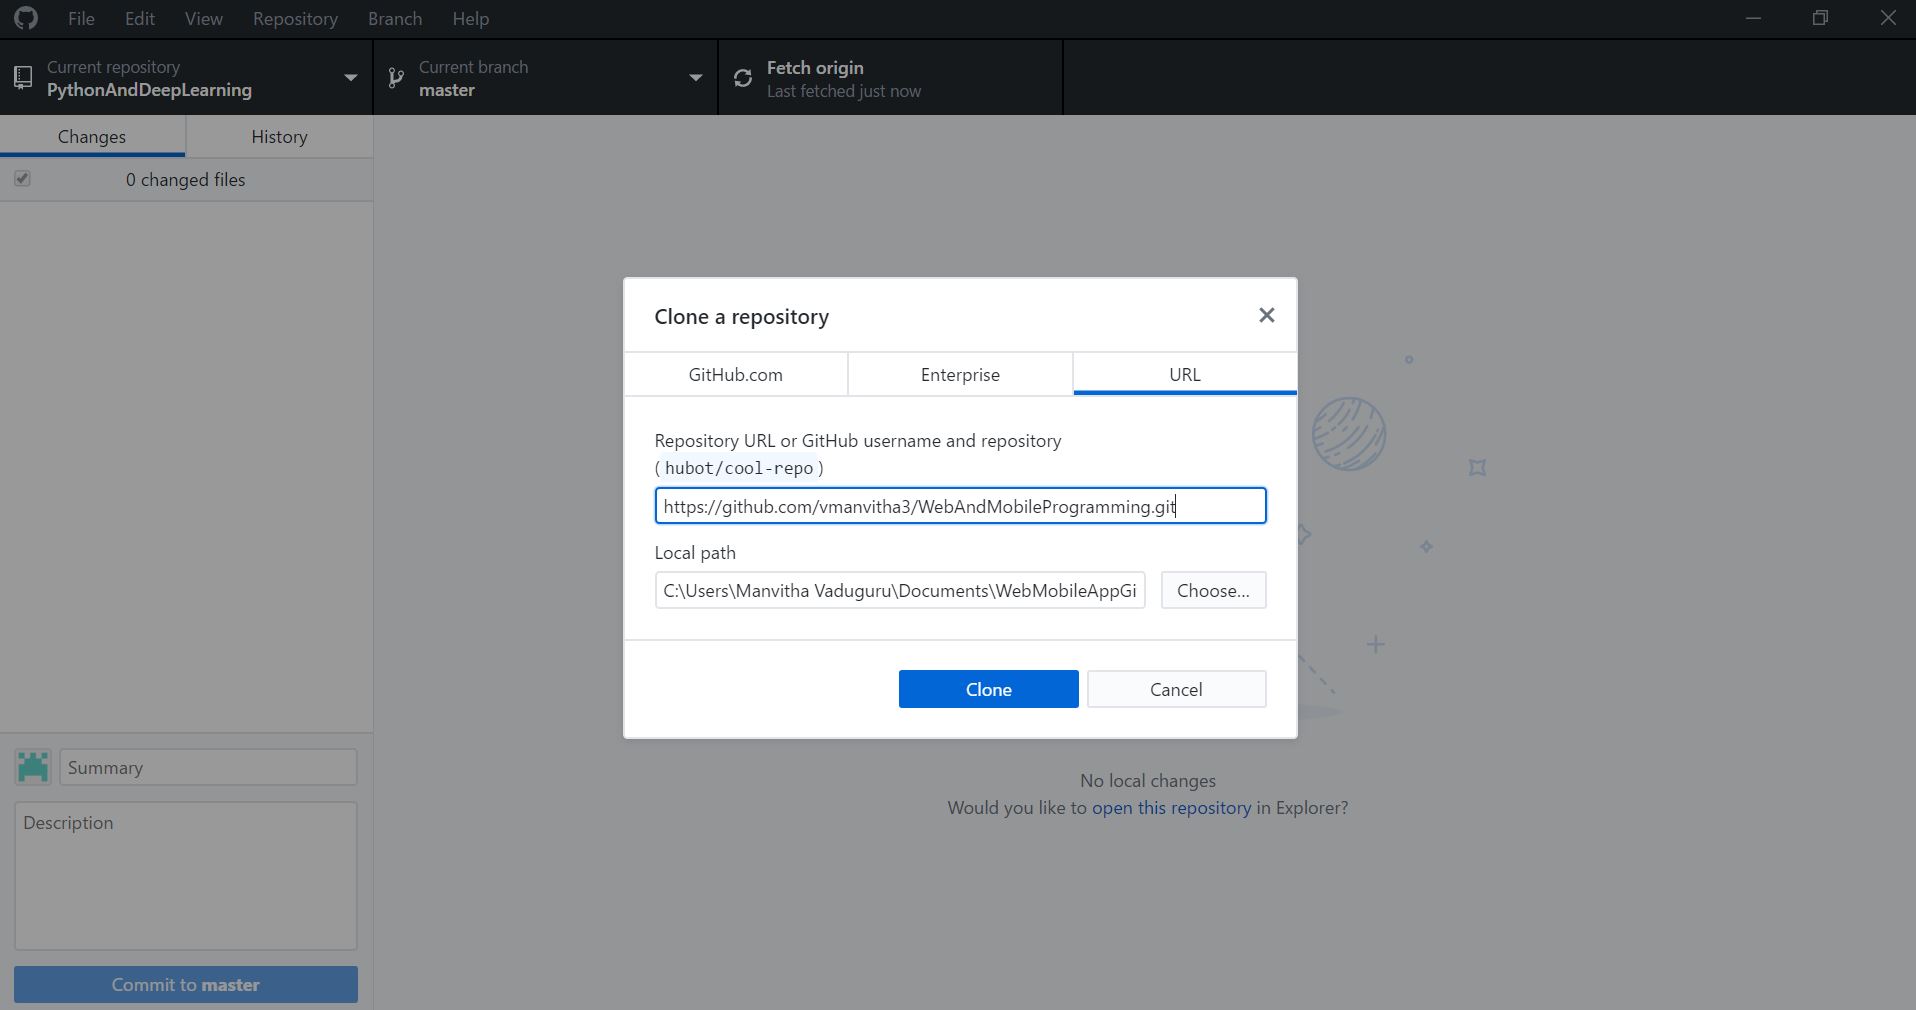 File Edit View Repository Branch Help
Current repository
PythonAndDeepLearning
Current branch
master
Fetch origin
Last fetched just now
Changes History
0 changed files
Clone a repository
GitHub.com Enterprise URL
Repository URL or GitHub username and repository
(hubot/cool-repo)
https://github.com/vmanvitha3/WebAndMobileProgramming.git
Local path
C:\Users\Manvitha Vaduguru\Documents\WebMobileAppGi
Choose...
Clone Cancel
Summary
Description
Commit to master
No local changes
Would you like to open this repository in Explorer?